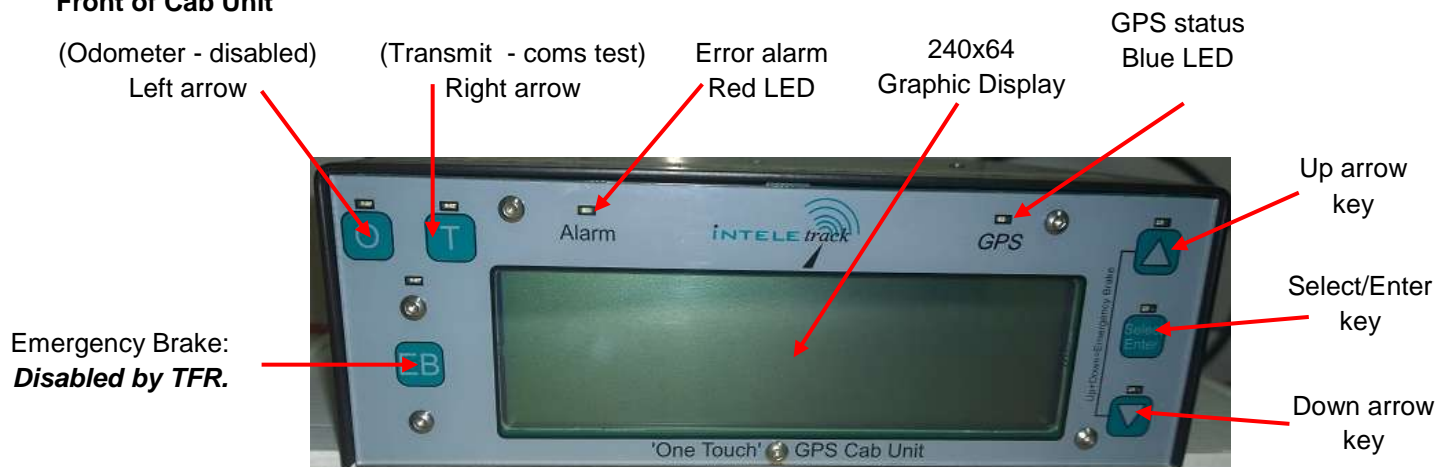 Front of Cab Unit
(Odometer - disabled)
Left arrow
(Transmit - coms test)
Right arrow
Error alarm
Red LED
240x64
Graphic Display
GPS status
Blue LED
Up arrow
key
Select/Enter
key
Down arrow
key
Emergency Brake:
Disabled by TFR.
O
T
Alarm
iNTELEtrack
GPS
EB
Up+Down=Emergency Brake
Select
Enter
'One Touch' GPS Cab Unit